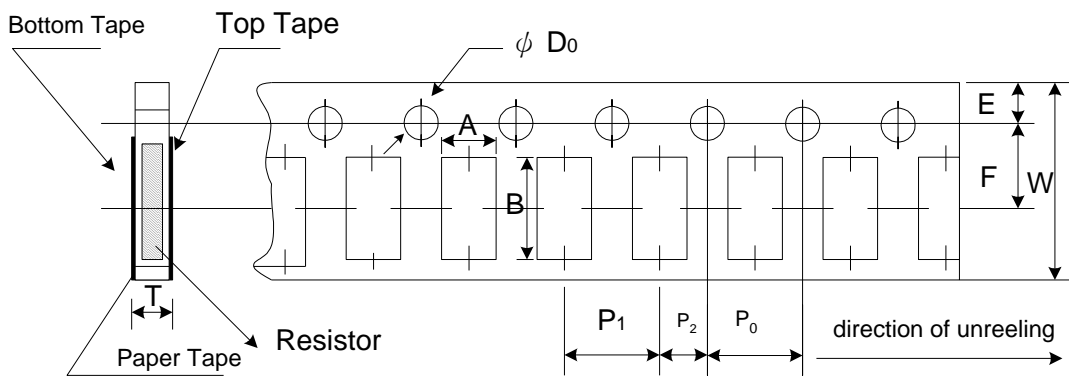 Bottom Tape
Top Tape
ψ D0
E
A
F
W
B
T
P1
P2
P0
direction of unreeling
Resistor
Paper Tape